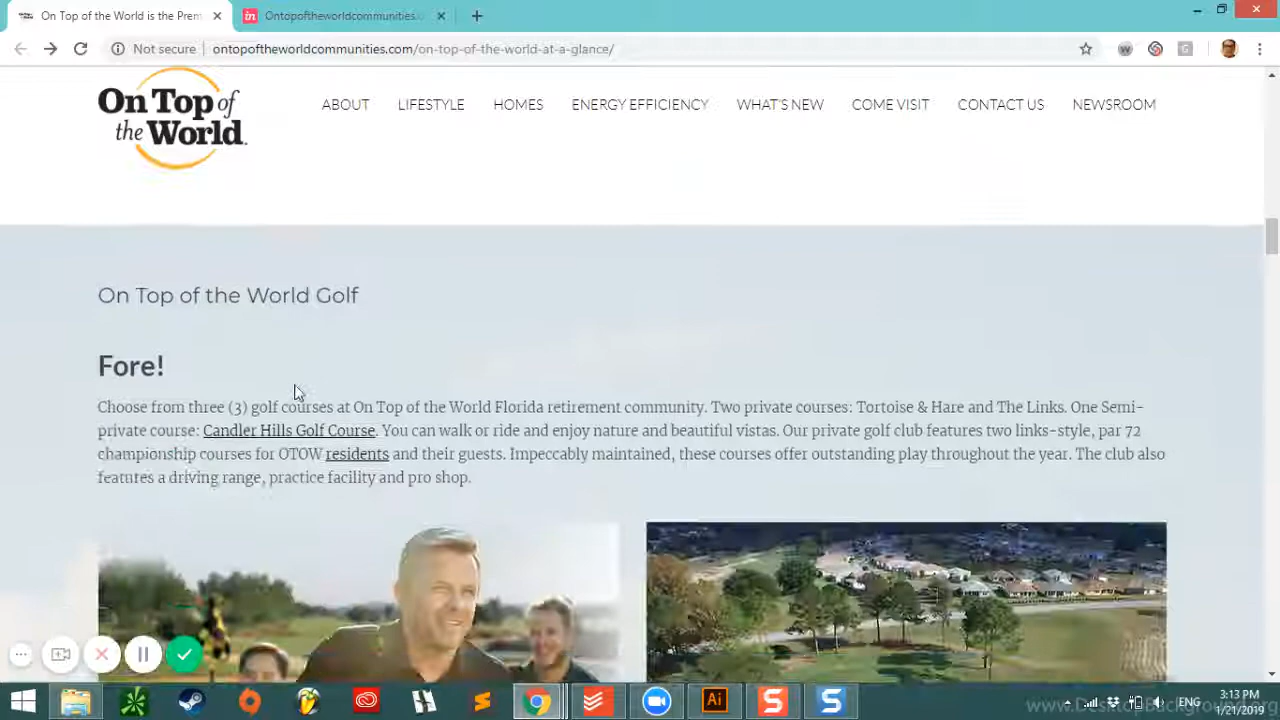 On Top of the World is the Prem
Ontopoftheworldcommunities.
Not secure
ontopoftheworldcommunities.com/on-top-of-the-world-at-a-glance/
On Top of
the World.
ABOUT
LIFESTYLE
HOMES
ENERGY EFFICIENCY
WHAT'S NEW
COME VISIT
CONTACT US
NEWSROOM
On Top of the World Golf
Fore!
Choose from three (3) golf courses at On Top of the World Florida retirement community. Two private courses: Tortoise & Hare and The Links. One Semi-
private course: Candler Hills Golf Course. You can walk or ride and enjoy nature and beautiful vistas. Our private golf club features two links-style, par 72
championship courses for OTOW residents and their guests. Impeccably maintained, these courses offer outstanding play throughout the year. The club also
features a driving range, practice facility and pro shop.
ENG
3:13 PM
1/21/2019
www.DesktopBackground.org